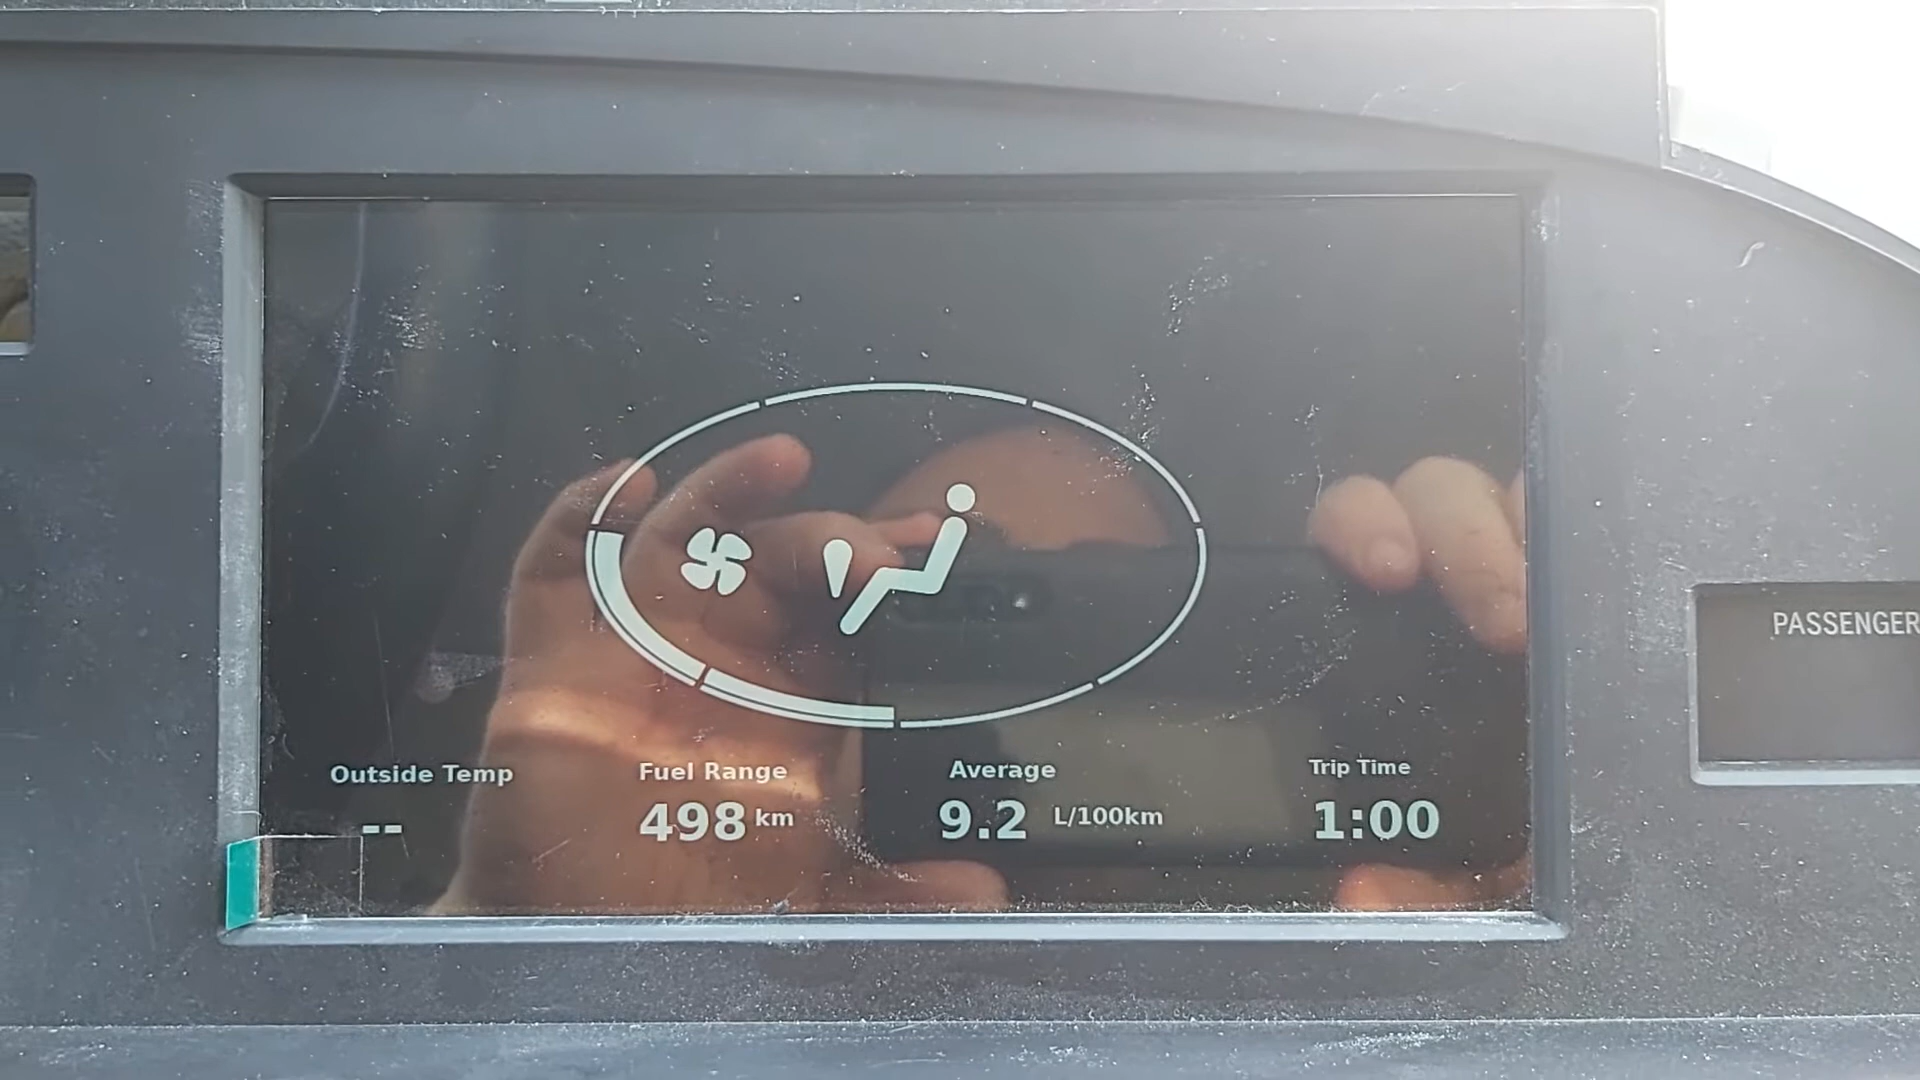 Outside Temp
--
Fuel Range
498 km
Average
9.2 L/100km
Trip Time
1:00
PASSENGER